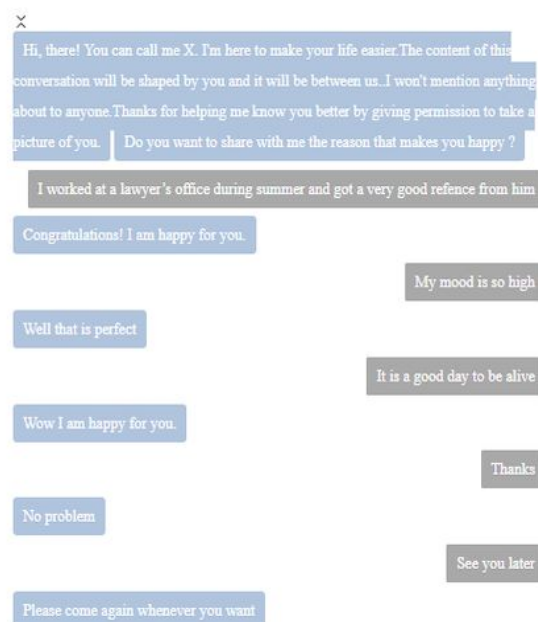 Hi, there! You can call me X. I'm here to make your life easier.The content of this
conversation will be shaped by you and it will be between us..I won't mention anything
about to anyone.Thanks for helping me know you better by giving permission to take a
picture of you. Do you want to share with me the reason that makes you happy ?
I worked at a lawyer's office during summer and got a very good refence from him
Congratulations! I am happy for you.
My mood is so high
Well that is perfect
It is a good day to be alive
Wow I am happy for you.
Thanks
No problem
See you later
Please come again whenever you want